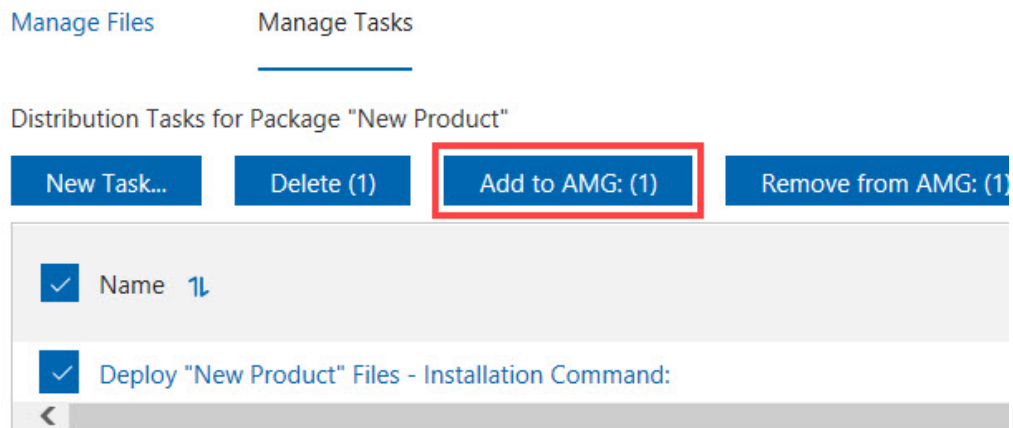 Manage Files Manage Tasks
Distribution Tasks for Package "New Product"
New Task... Delete (1) Add to AMG: (1) Remove from AMG: (1)
Name
Deploy "New Product" Files - Installation Command: